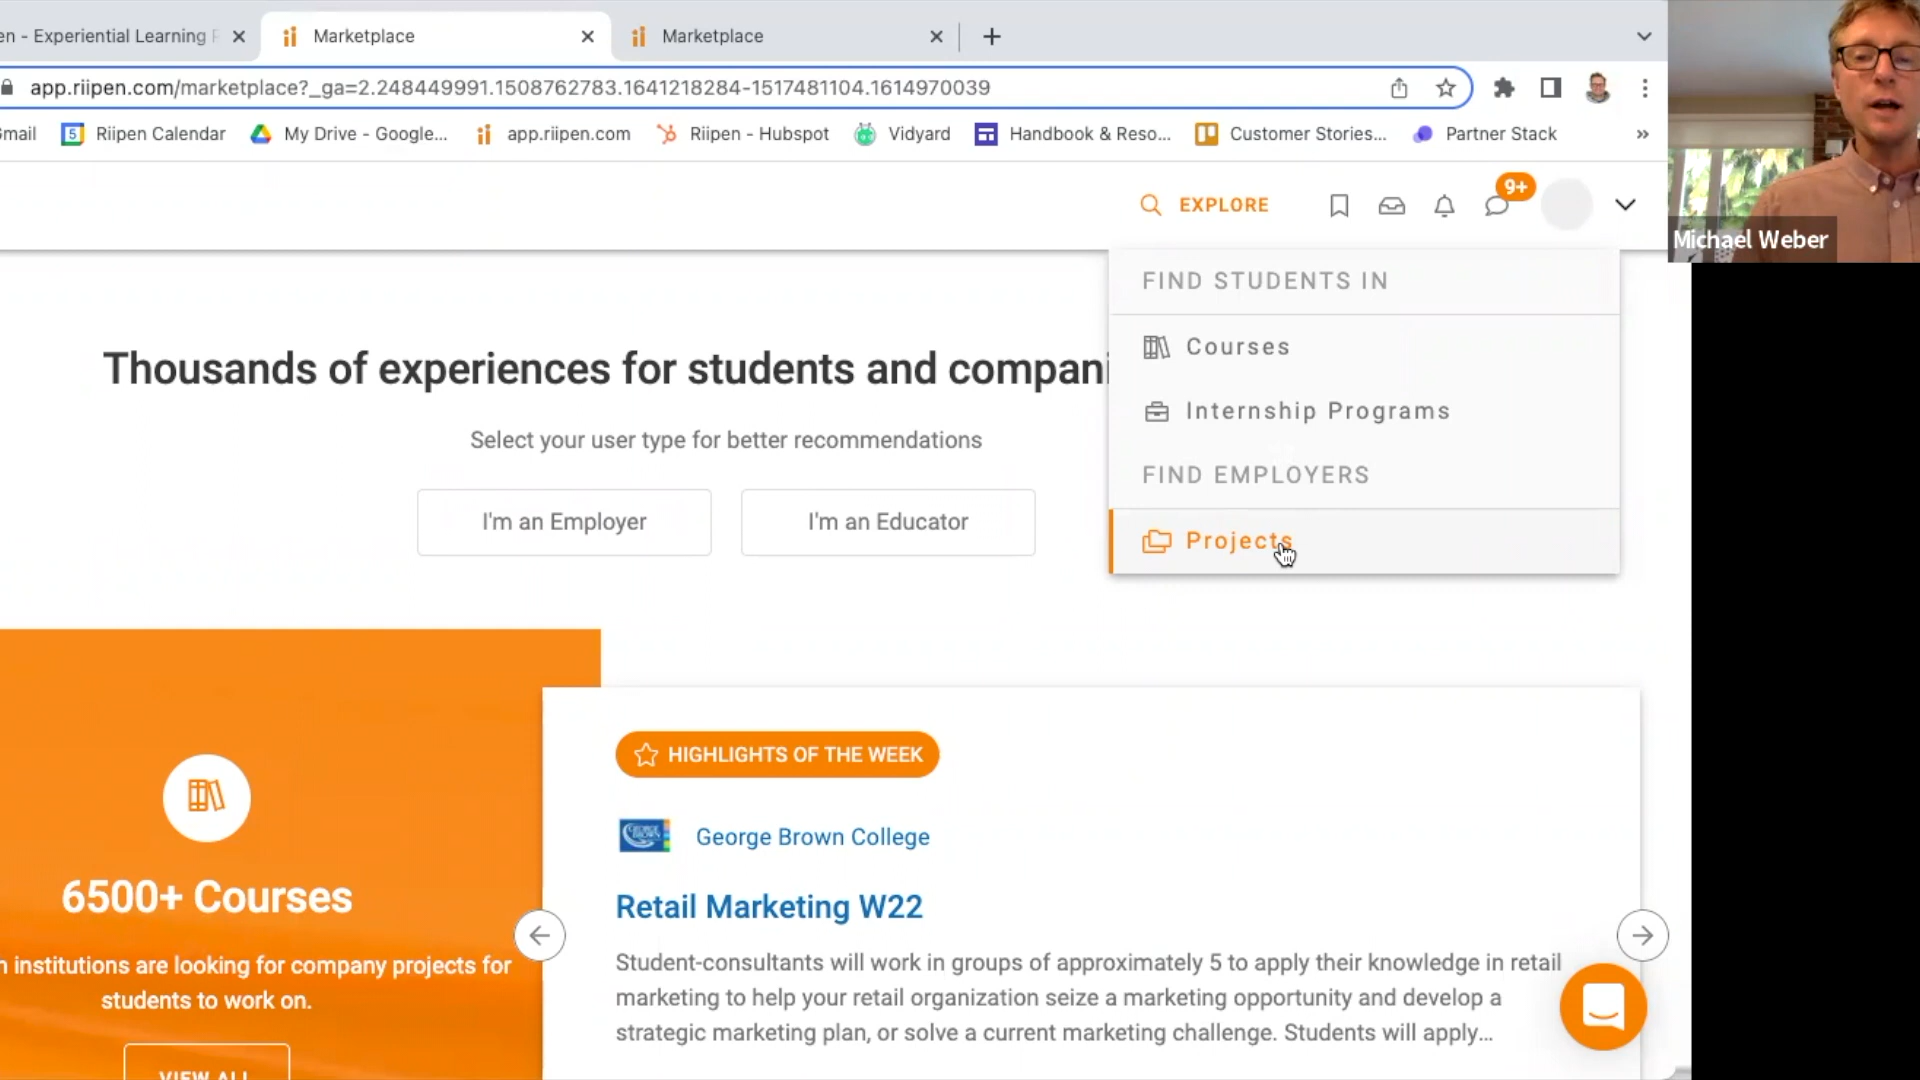 en - Experiential Learning
Marketplace
Marketplace
app.riipen.com/marketplace?_ga=2.248449991.1508762783.1641218284-1517481104.1614970039
Gmail
5
Riipen Calendar
My Drive - Google...
app.riipen.com
Riipen - Hubspot
Vidyard
Handbook & Reso...
Customer Stories...
Partner Stack
»
EXPLORE
9+
Michael Weber
FIND STUDENTS IN
Courses
Internship Programs
FIND EMPLOYERS
Projects
Thousands of experiences for students and compani
Select your user type for better recommendations
I'm an Employer
I'm an Educator
6500+ Courses
institutions are looking for company projects for
students to work on.
VIEW ALL
HIGHLIGHTS OF THE WEEK
GEORGE BROWN
George Brown College
Retail Marketing W22
Student-consultants will work in groups of approximately 5 to apply their knowledge in retail
marketing to help your retail organization seize a marketing opportunity and develop a
strategic marketing plan, or solve a current marketing challenge. Students will apply...